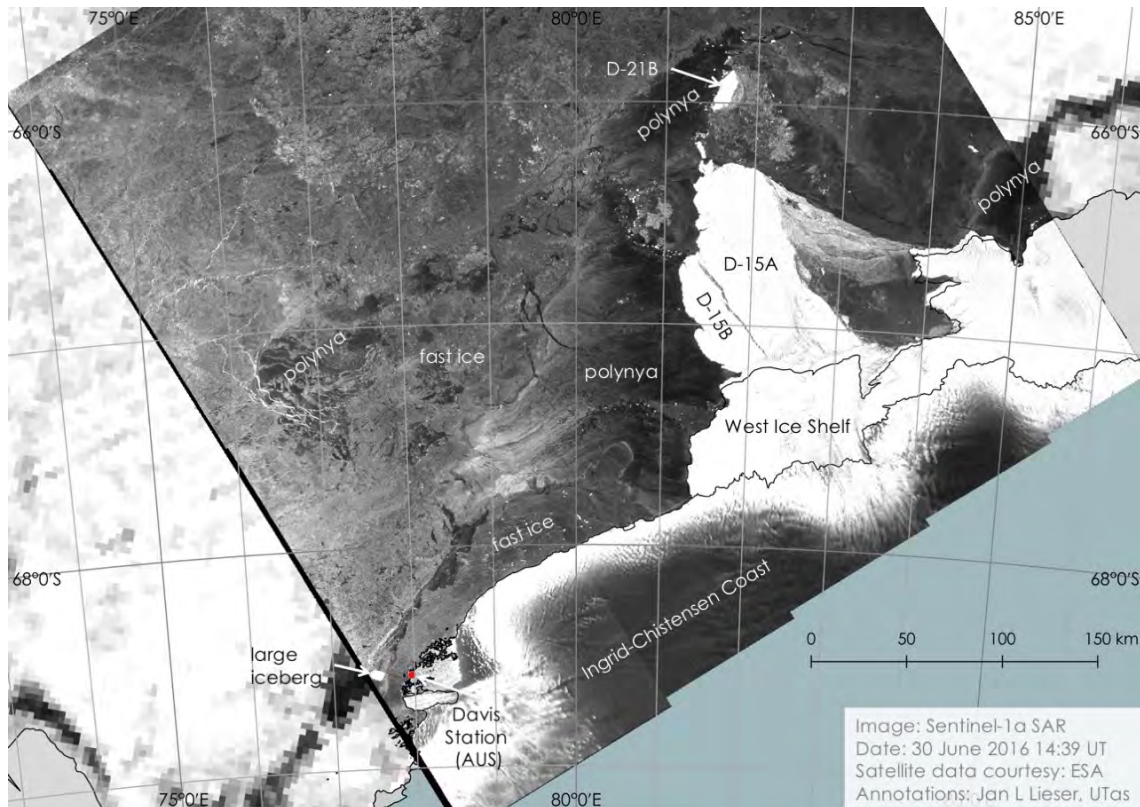 75°0'E
80°0'E
85°0'E
D-21B
polynya
66°0'S
66°0'S
polynya
D-15A
D-15B
polynya
fast ice
polynya
West Ice Shelf
fast ice
68°0'S
68°0'S
Ingrid-Chistensen Coast
0 50 100 150 km
large
iceberg
Davis
Station
(AUS)
Image: Sentinel-1a SAR
Date: 30 June 2016 14:39 UT
Satellite data courtesy: ESA
Annotations: Jan L Lieser, UTas
75°0'E
80°0'E